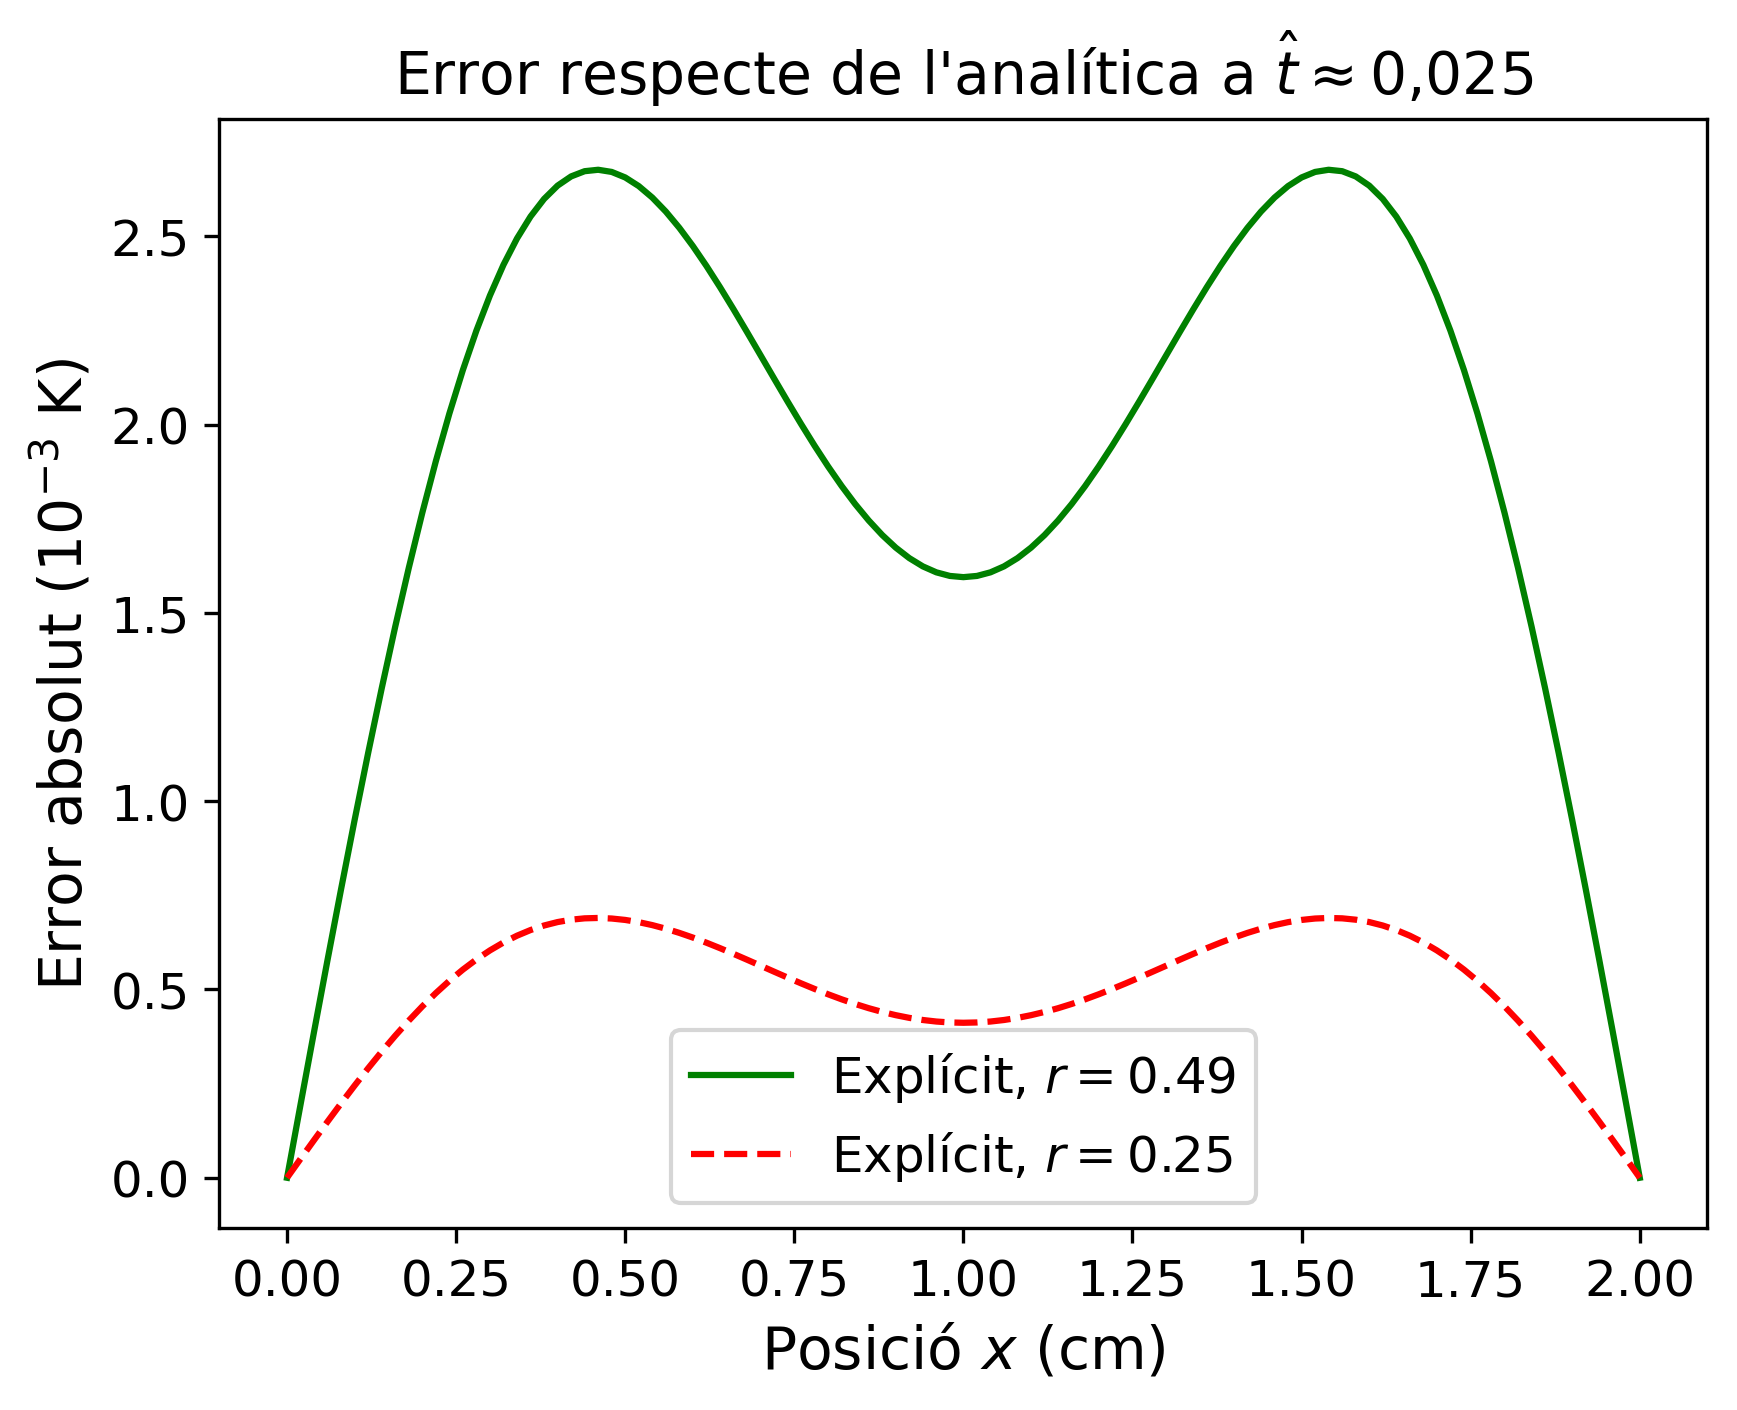 Error respecte de l'analítica a $\hat{t} \approx 0{,}025$
Error absolut ($10^{-3}$ K)
2.5
2.0
1.5
1.0
0.5
0.0
Explícit, $r = 0.49$
Explícit, $r = 0.25$
0.00 0.25 0.50 0.75 1.00 1.25 1.50 1.75 2.00
Posició $x$ (cm)